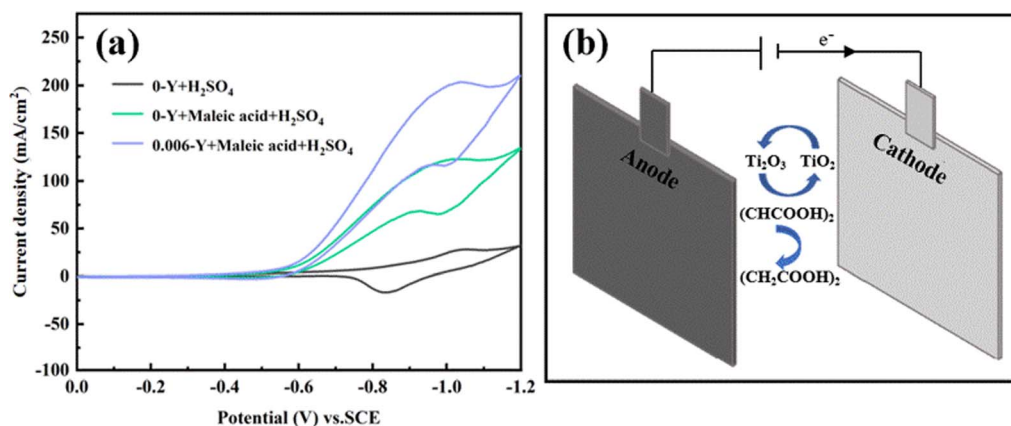 (a)
0-Y+H₂SO₄
0-Y+Maleic acid+H₂SO₄
0.006-Y+Maleic acid+H₂SO₄
Current density (mA/cm²)
250
200
150
100
50
0
-50
-100
0.0 -0.2 -0.4 -0.6 -0.8 -1.0 -1.2
Potential (V) vs.SCE
(b)
e⁻
Anode
Cathode
Ti₂O₃ TiO₂
(CHCOOH)₂
(CH₂COOH)₂